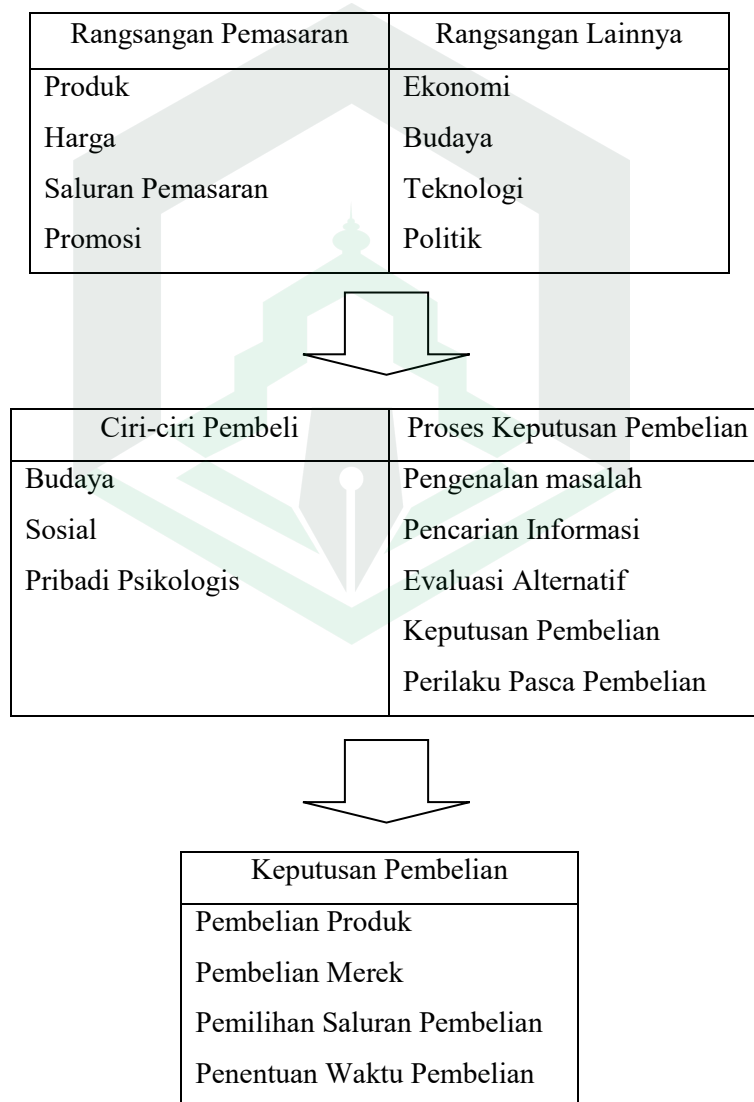 Rangsangan Pemasaran
Rangsangan Lainnya
Produk
Harga
Saluran Pemasaran
Promosi
Ekonomi
Budaya
Teknologi
Politik
Ciri-ciri Pembeli
Proses Keputusan Pembelian
Budaya
Sosial
Pribadi Psikologis
Pengenalan masalah
Pencarian Informasi
Evaluasi Alternatif
Keputusan Pembelian
Perilaku Pasca Pembelian
Keputusan Pembelian
Pembelian Produk
Pembelian Merek
Pemilihan Saluran Pembelian
Penentuan Waktu Pembelian